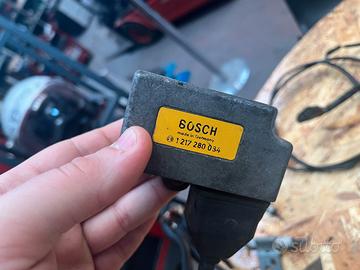 BOSCH
made in Germany
1 217 280 034
subito